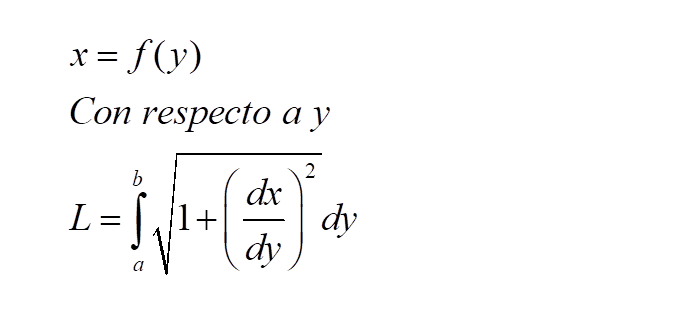 x = f(y)
Con respecto a y
L = ∫_a^b √(1+(dx/dy)^2) dy